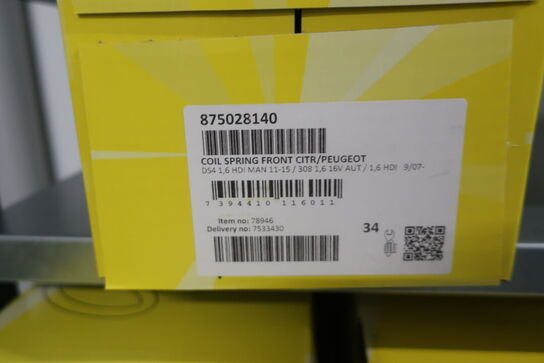 875028140
COIL SPRING FRONT CITR/PEUGEOT
DS4 1,6 HDI MAN 11-15 / 308 1,6 16V AUT / 1,6 HDI 9/07-
7 394410 116011
Item no: 78946
Delivery no: 7533430
34